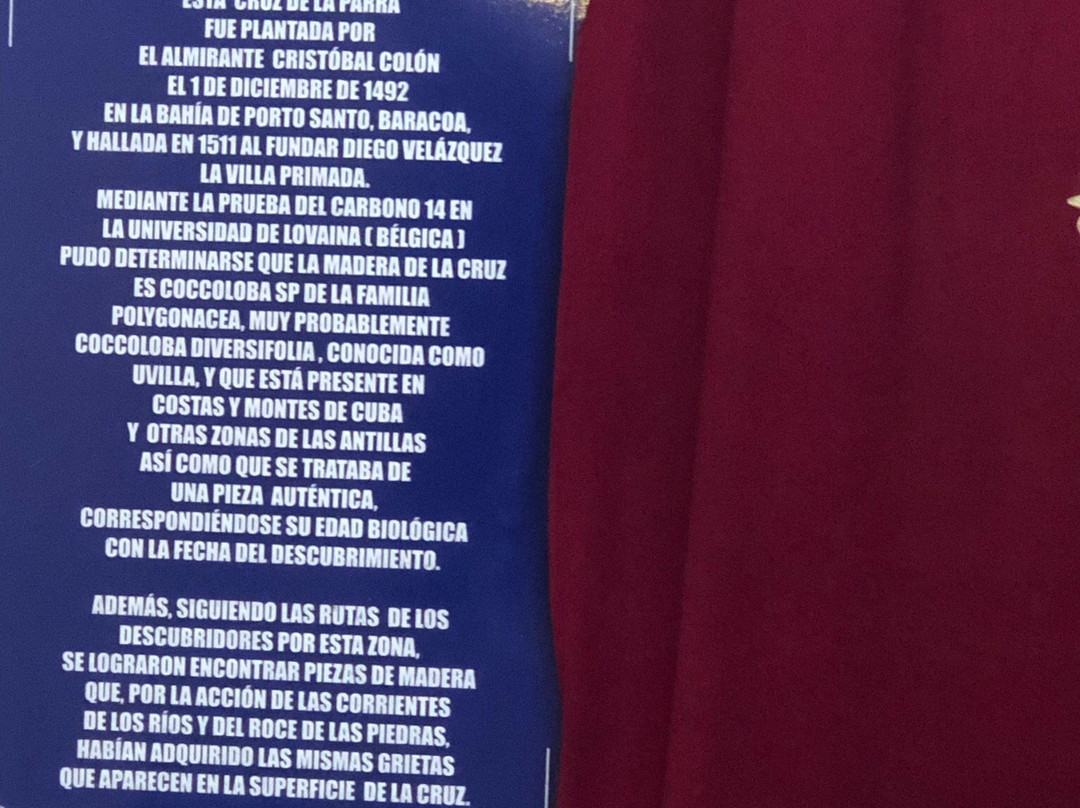 ESTA CRUZ DE LA PARRA
FUE PLANTADA POR
EL ALMIRANTE CRISTÓBAL COLÓN
EL 1 DE DICIEMBRE DE 1492
EN LA BAHÍA DE PORTO SANTO, BARACOA,
Y HALLADA EN 1511 AL FUNDAR DIEGO VELÁZQUEZ
LA VILLA PRIMADA.
MEDIANTE LA PRUEBA DEL CARBONO 14 EN
LA UNIVERSIDAD DE LOVAINA ( BÉLGICA )
PUDO DETERMINARSE QUE LA MADERA DE LA CRUZ
ES COCCOLOBA SP DE LA FAMILIA
POLYGONACEA, MUY PROBABLEMENTE
COCCOLOBA DIVERSIFOLIA , CONOCIDA COMO
UVILLA, Y QUE ESTÁ PRESENTE EN
COSTAS Y MONTES DE CUBA
Y OTRAS ZONAS DE LAS ANTILLAS
ASÍ COMO QUE SE TRATABA DE
UNA PIEZA AUTÉNTICA,
CORRESPONDIÉNDOSE SU EDAD BIOLÓGICA
CON LA FECHA DEL DESCUBRIMIENTO.
ADEMÁS, SIGUIENDO LAS RUTAS DE LOS
DESCUBRIDORES POR ESTA ZONA,
SE LOGRARON ENCONTRAR PIEZAS DE MADERA
QUE, POR LA ACCIÓN DE LAS CORRIENTES
DE LOS RÍOS Y DEL ROCE DE LAS PIEDRAS,
HABÍAN ADQUIRIDO LAS MISMAS GRIETAS
QUE APARECEN EN LA SUPERFICIE DE LA CRUZ.